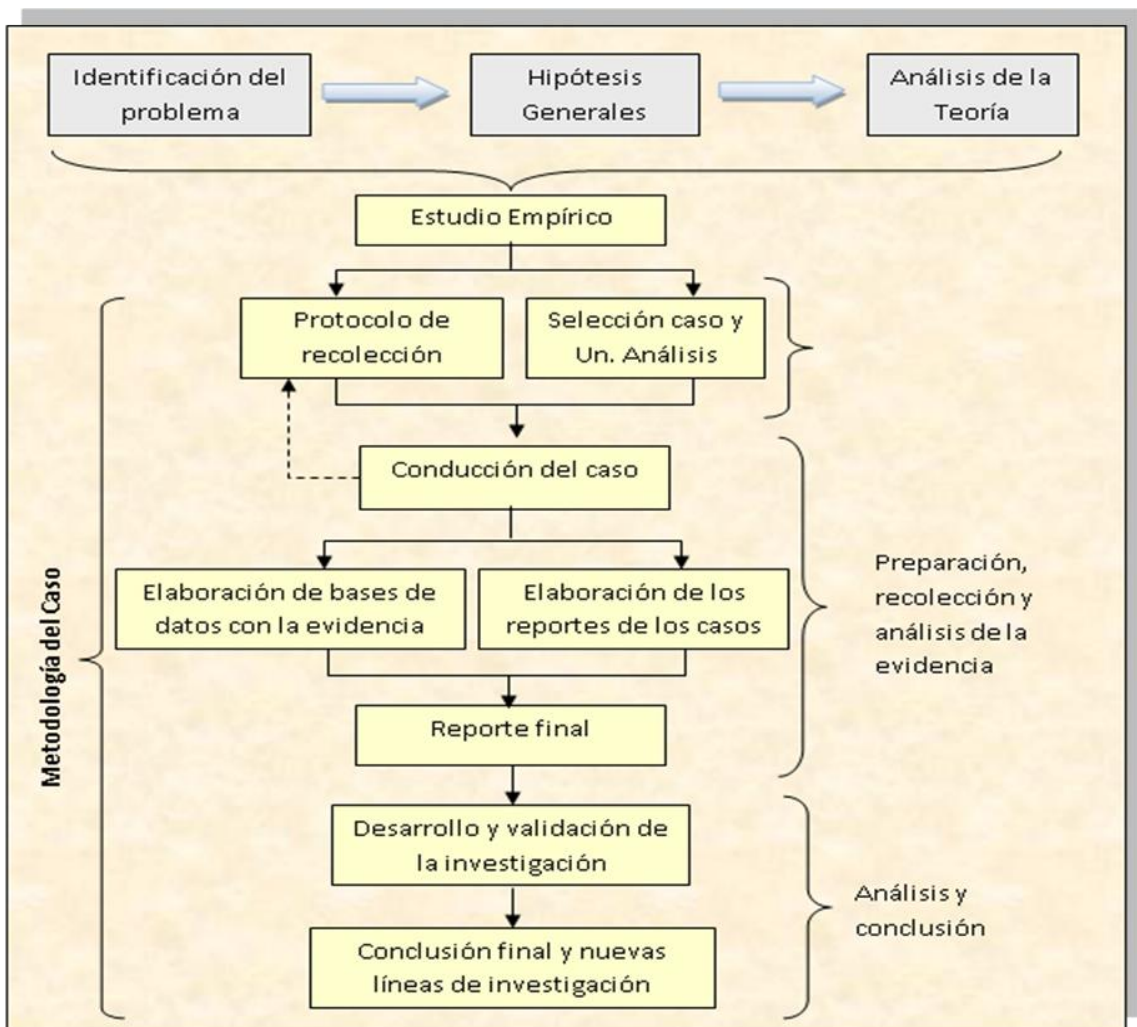 Identificación del
problema
Hipótesis
Generales
Análisis de la
Teoría
Estudio Empírico
Protocolo de
recolección
Selección caso y
Un. Análisis
Conducción del caso
Elaboración de bases de
datos con la evidencia
Elaboración de los
reportes de los casos
Preparación,
recolección y
análisis de la
evidencia
Metodología del Caso
Reporte final
Desarrollo y validación de
la investigación
Análisis y
conclusión
Conclusión final y nuevas
líneas de investigación